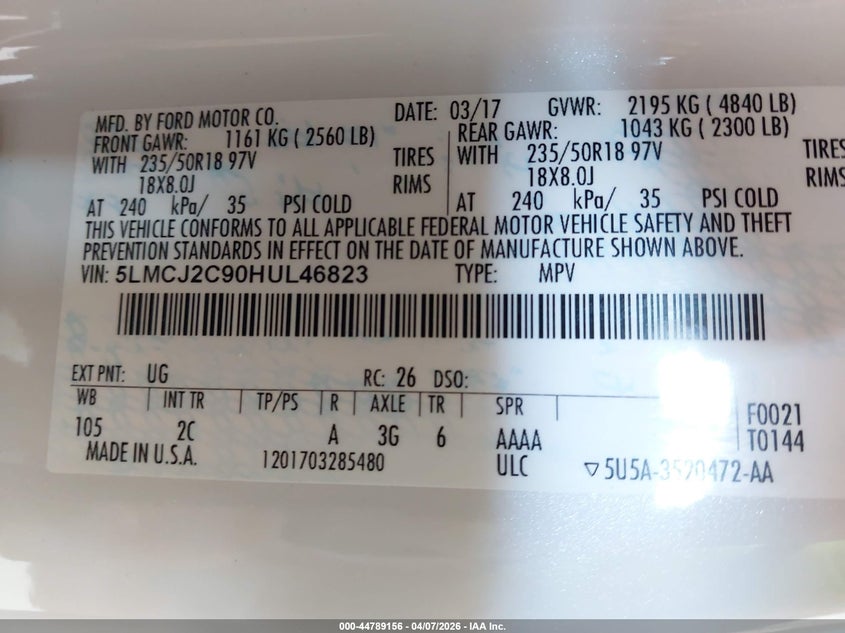 MFD. BY FORD MOTOR CO. DATE: 03/17 GVWR: 2195 KG ( 4840 LB)
FRONT GAWR: 1161 KG ( 2560 LB) REAR GAWR: 1043 KG ( 2300 LB)
WITH 235/50R18 97V TIRES WITH 235/50R18 97V TIRES
18X8.0J RIMS 18X8.0J RIMS
AT 240 kPa/ 35 PSI COLD AT 240 kPa/ 35 PSI COLD
THIS VEHICLE CONFORMS TO ALL APPLICABLE FEDERAL MOTOR VEHICLE SAFETY AND THEFT
PREVENTION STANDARDS IN EFFECT ON THE DATE OF MANUFACTURE SHOWN ABOVE.
VIN: 5LMCJ2C90HUL46823 TYPE: MPV
EXT PNT: UG RC: 26 DSO:
WB INT TR TP/PS R AXLE TR SPR F0021
105 2C A 3G 6 AAAA T0144
MADE IN U.S.A. 1201703285480 ULC ▽5U5A-3520472-AA
000-44789156 - 04/07/2026 - IAA Inc.